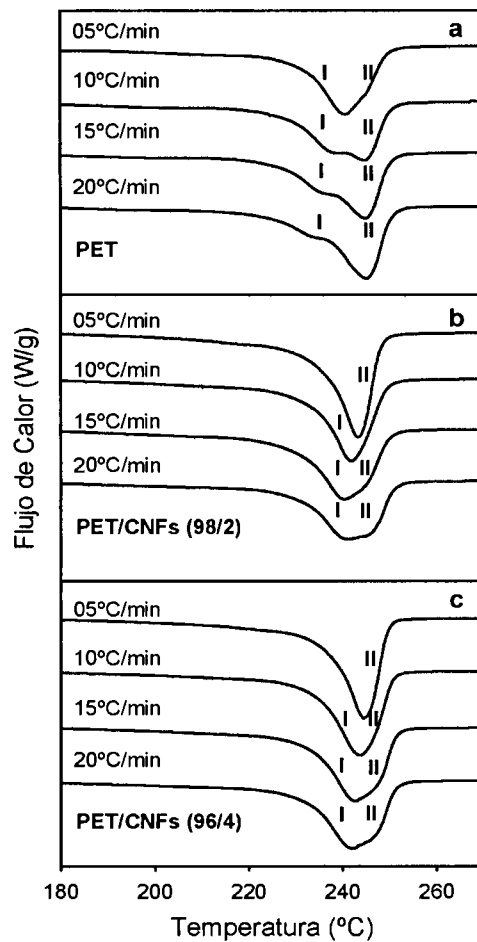 a
05ºC/min
I II
10ºC/min
I II
15ºC/min
I II
20ºC/min
I II
PET
b
05ºC/min
II
10ºC/min
I
15ºC/min
I II
20ºC/min
I II
PET/CNFs (98/2)
c
05ºC/min
II
10ºC/min
I II
15ºC/min
I II
20ºC/min
I II
PET/CNFs (96/4)
Flujo de Calor (W/g)
180 200 220 240 260
Temperatura (ºC)